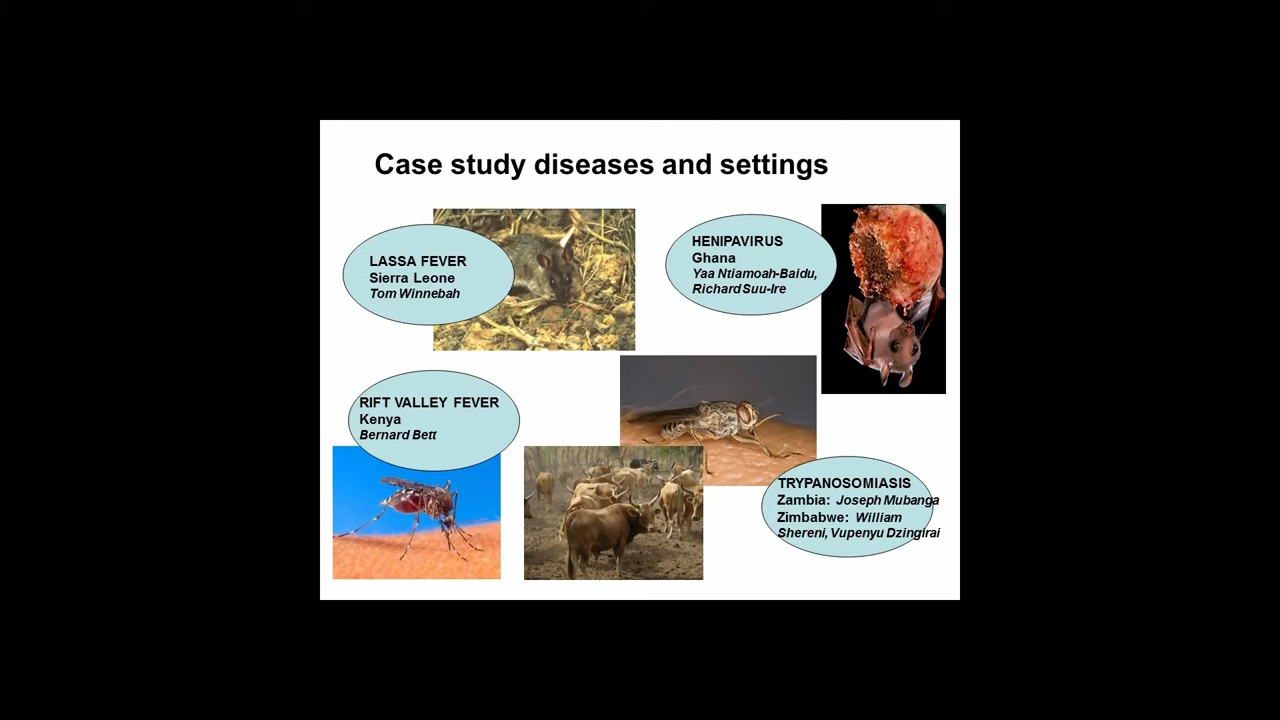 Case study diseases and settings
LASSA FEVER
Sierra Leone
Tom Winnebah
HENIPAVIRUS
Ghana
Yaa Ntiamoah-Baidu,
Richard Suu-Ire
RIFT VALLEY FEVER
Kenya
Bernard Bett
TRYPANOSOMIASIS
Zambia: Joseph Mubanga
Zimbabwe: William
Shereni, Vupenyu Dzingirai